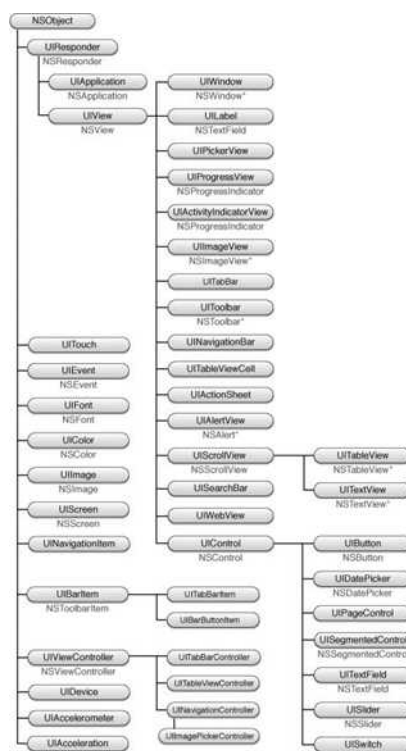 NSObject
UIResponder
NSResponder
UIApplication
NSApplication
UIView
NSView
UIWindow
NSWindow*
UILabel
NSTextField
UIPickerView
UIProgressView
NSProgressIndicator
UIActivityIndicatorView
NSProgressIndicator
UIImageView
NSImageView*
UITabBar
UIToolbar
NSToolbar*
UINavigationBar
UITableViewCell
UIActionSheet
UIAlertView
NSAlert*
UIScrollView
NSScrollView
UITableView
NSTableView*
UITextView
NSTextView*
UISearchBar
UIWebView
UIControl
NSControl
UIButton
NSButton
UIDatePicker
NSDatePicker
UIPageControl
UISegmentedControl
NSSegmentedControl
UITextField
NSTextField
UISlider
NSSlider
UISwitch
UITouch
UIEvent
NSEvent
UIFont
NSFont
UIColor
NSColor
UIImage
NSImage
UIScreen
NSScreen
UINavigationItem
UIBarItem
NSToolbarItem
UITabBarItem
UIBarButtonItem
UIViewController
NSViewController
UITabBarController
UITableViewController
UINavigationController
UIImagePickerController
UIDevice
UIAccelerometer
UIAcceleration